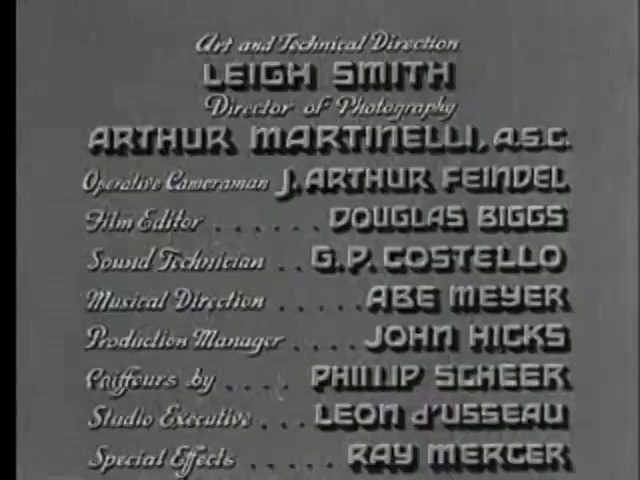 Art and Technical Direction
LEIGH SMITH
Director of Photography
ARTHUR MARTINELLI, A.S.C.
Operative Cameraman J. ARTHUR FEINDEL
Film Editor ...... DOUGLAS BIGGS
Sound Technician .. G.P. COSTELLO
Musical Direction ..... ABE MEYER
Production Manager .... JOHN HICKS
Coiffours by .... PHILLIP SCHEER
Studio Executive ... LEON d'USSEAU
Special Effects ..... RAY MERCER